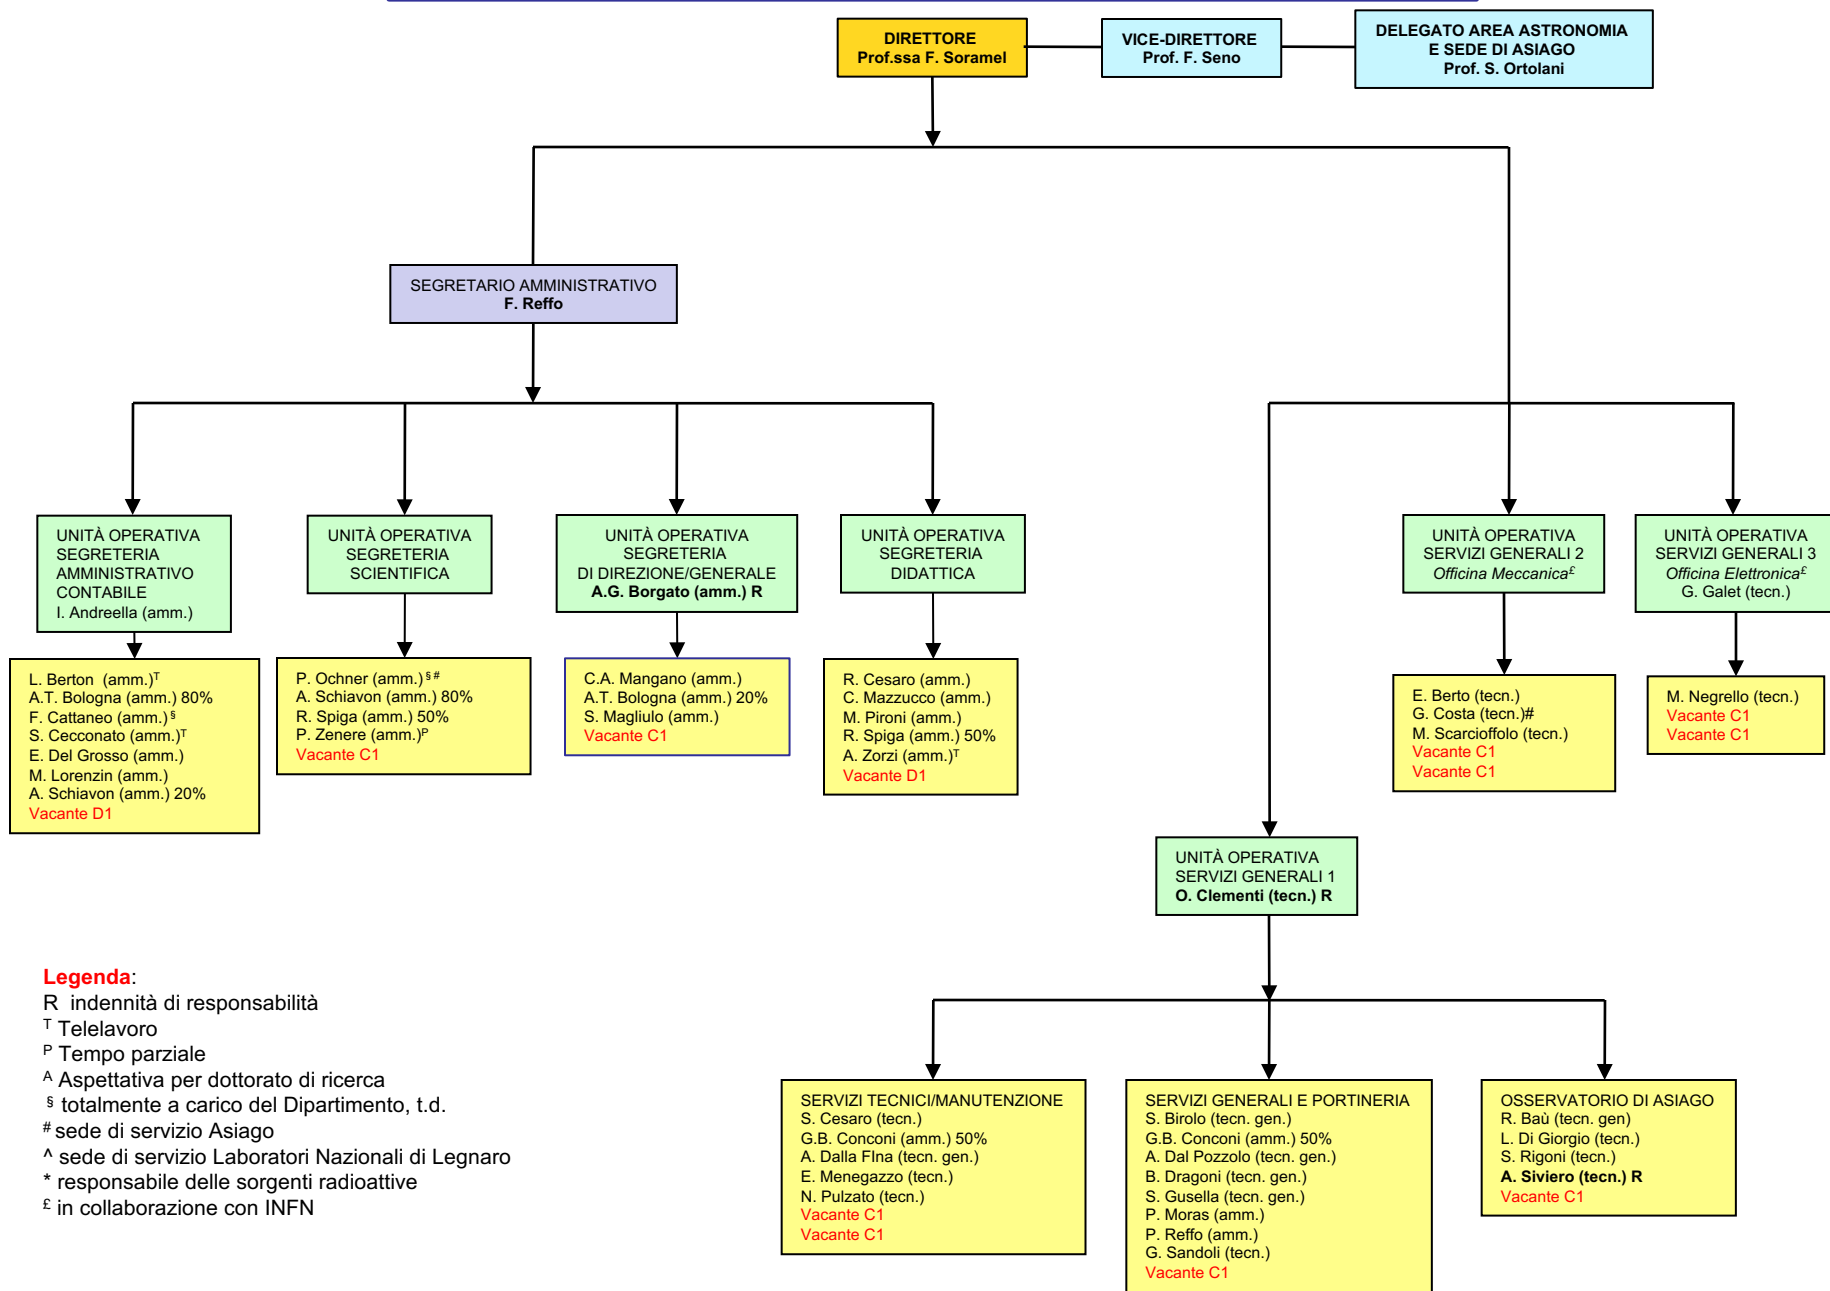 DIRETTORE
Prof.ssa F. Soramel
VICE-DIRETTORE
Prof. F. Seno
DELEGATO AREA ASTRONOMIA
E SEDE DI ASIAGO
Prof. S. Ortolani
SEGRETARIO AMMINISTRATIVO
F. Reffo
UNITÀ OPERATIVA
SEGRETERIA
AMMINISTRATIVO
CONTABILE
I. Andreella (amm.)
UNITÀ OPERATIVA
SEGRETERIA
SCIENTIFICA
UNITÀ OPERATIVA
SEGRETERIA
DI DIREZIONE/GENERALE
A.G. Borgato (amm.) R
UNITÀ OPERATIVA
SEGRETERIA
DIDATTICA
UNITÀ OPERATIVA
SERVIZI GENERALI 2
Officina Meccanica£
UNITÀ OPERATIVA
SERVIZI GENERALI 3
Officina Elettronica£
G. Galet (tecn.)
L. Berton (amm.)T
A.T. Bologna (amm.) 80%
F. Cattaneo (amm.)§
S. Cecconato (amm.)T
E. Del Grosso (amm.)
M. Lorenzin (amm.)
A. Schiavon (amm.) 20%
Vacante D1
P. Ochner (amm.)§ #
A. Schiavon (amm.) 80%
R. Spiga (amm.) 50%
P. Zenere (amm.)P
Vacante C1
C.A. Mangano (amm.)
A.T. Bologna (amm.) 20%
S. Magliulo (amm.)
Vacante C1
R. Cesaro (amm.)
C. Mazzucco (amm.)
M. Pironi (amm.)
R. Spiga (amm.) 50%
A. Zorzi (amm.)T
Vacante D1
E. Berto (tecn.)
G. Costa (tecn.)#
M. Scarcioffolo (tecn.)
Vacante C1
Vacante C1
M. Negrello (tecn.)
Vacante C1
Vacante C1
UNITÀ OPERATIVA
SERVIZI GENERALI 1
O. Clementi (tecn.) R
Legenda:
R indennità di responsabilità
T Telelavoro
P Tempo parziale
A Aspettativa per dottorato di ricerca
§ totalmente a carico del Dipartimento, t.d.
# sede di servizio Asiago
^ sede di servizio Laboratori Nazionali di Legnaro
* responsabile delle sorgenti radioattive
£ in collaborazione con INFN
SERVIZI TECNICI/MANUTENZIONE
S. Cesaro (tecn.)
G.B. Conconi (amm.) 50%
A. Dalla FIna (tecn. gen.)
E. Menegazzo (tecn.)
N. Pulzato (tecn.)
Vacante C1
Vacante C1
SERVIZI GENERALI E PORTINERIA
S. Birolo (tecn. gen.)
G.B. Conconi (amm.) 50%
A. Dal Pozzolo (tecn. gen.)
B. Dragoni (tecn. gen.)
S. Gusella (tecn. gen.)
P. Moras (amm.)
P. Reffo (amm.)
G. Sandoli (tecn.)
Vacante C1
OSSERVATORIO DI ASIAGO
R. Baù (tecn. gen)
L. Di Giorgio (tecn.)
S. Rigoni (tecn.)
A. Siviero (tecn.) R
Vacante C1